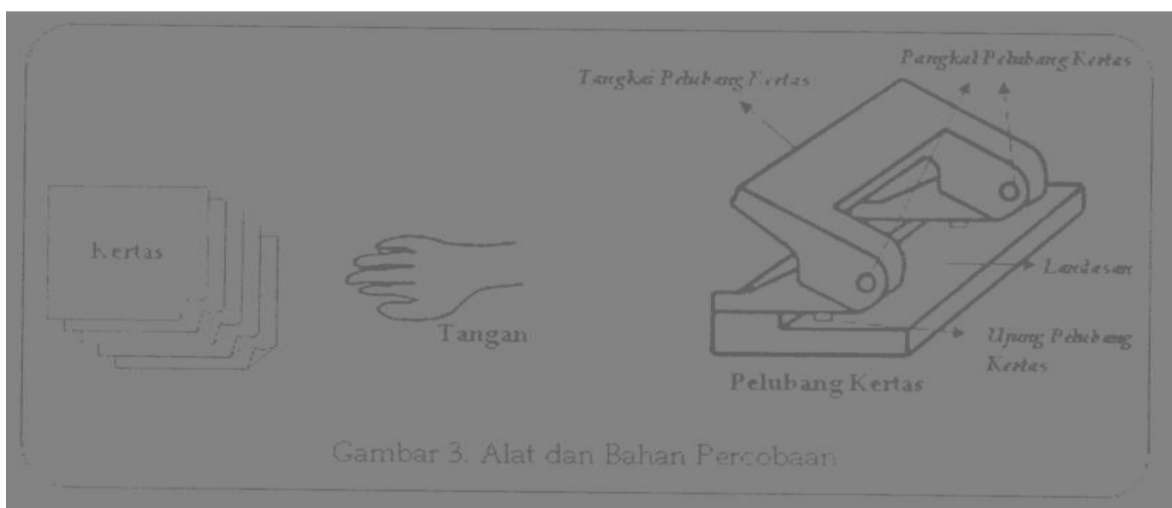 Pangkal Pelubang Kertas
Tangkai Pelubang Kertas
Kertas
Tangan
Landasan
Ujung Pelubang
Kertas
Pelubang Kertas
Gambar 3. Alat dan Bahan Percobaan